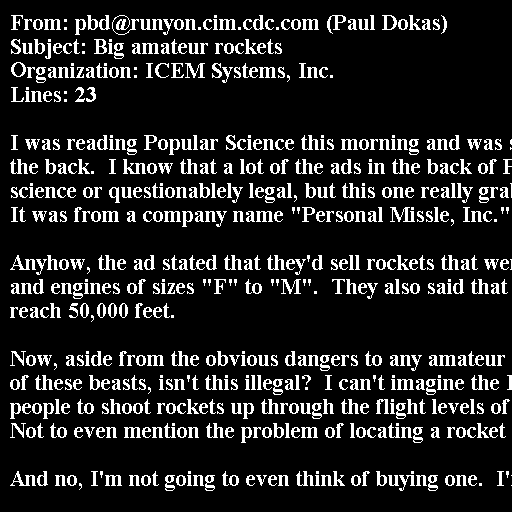 From: pbd@runyon.cim.cdc.com (Paul Dokas)
Subject: Big amateur rockets
Organization: ICEM Systems, Inc.
Lines: 23
I was reading Popular Science this morning and was
the back.  I know that a lot of the ads in the back of
science or questionablely legal, but this one really
It was from a company name "Personal Missle, Inc."
Anyhow, the ad stated that they'd sell rockets that
and engines of sizes "F" to "M".  They also said that
reach 50,000 feet.
Now, aside from the obvious dangers to any amateur
of these beasts, isn't this illegal?  I can't imagine the
people to shoot rockets up through the flight levels of
Not to even mention the problem of locating a rocket
And no, I'm not going to even think of buying one.